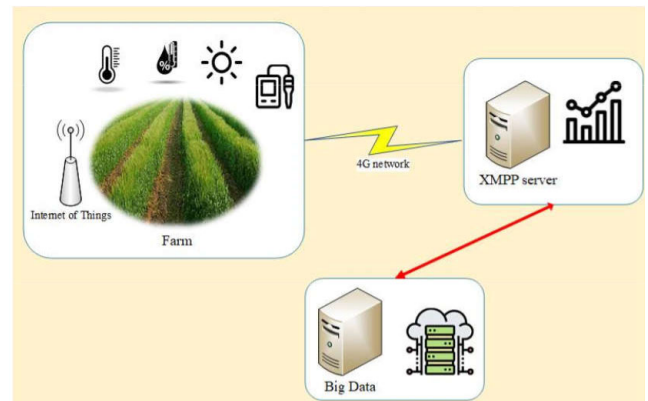 %
Internet of Things
Farm
4G network
XMPP server
Big Data